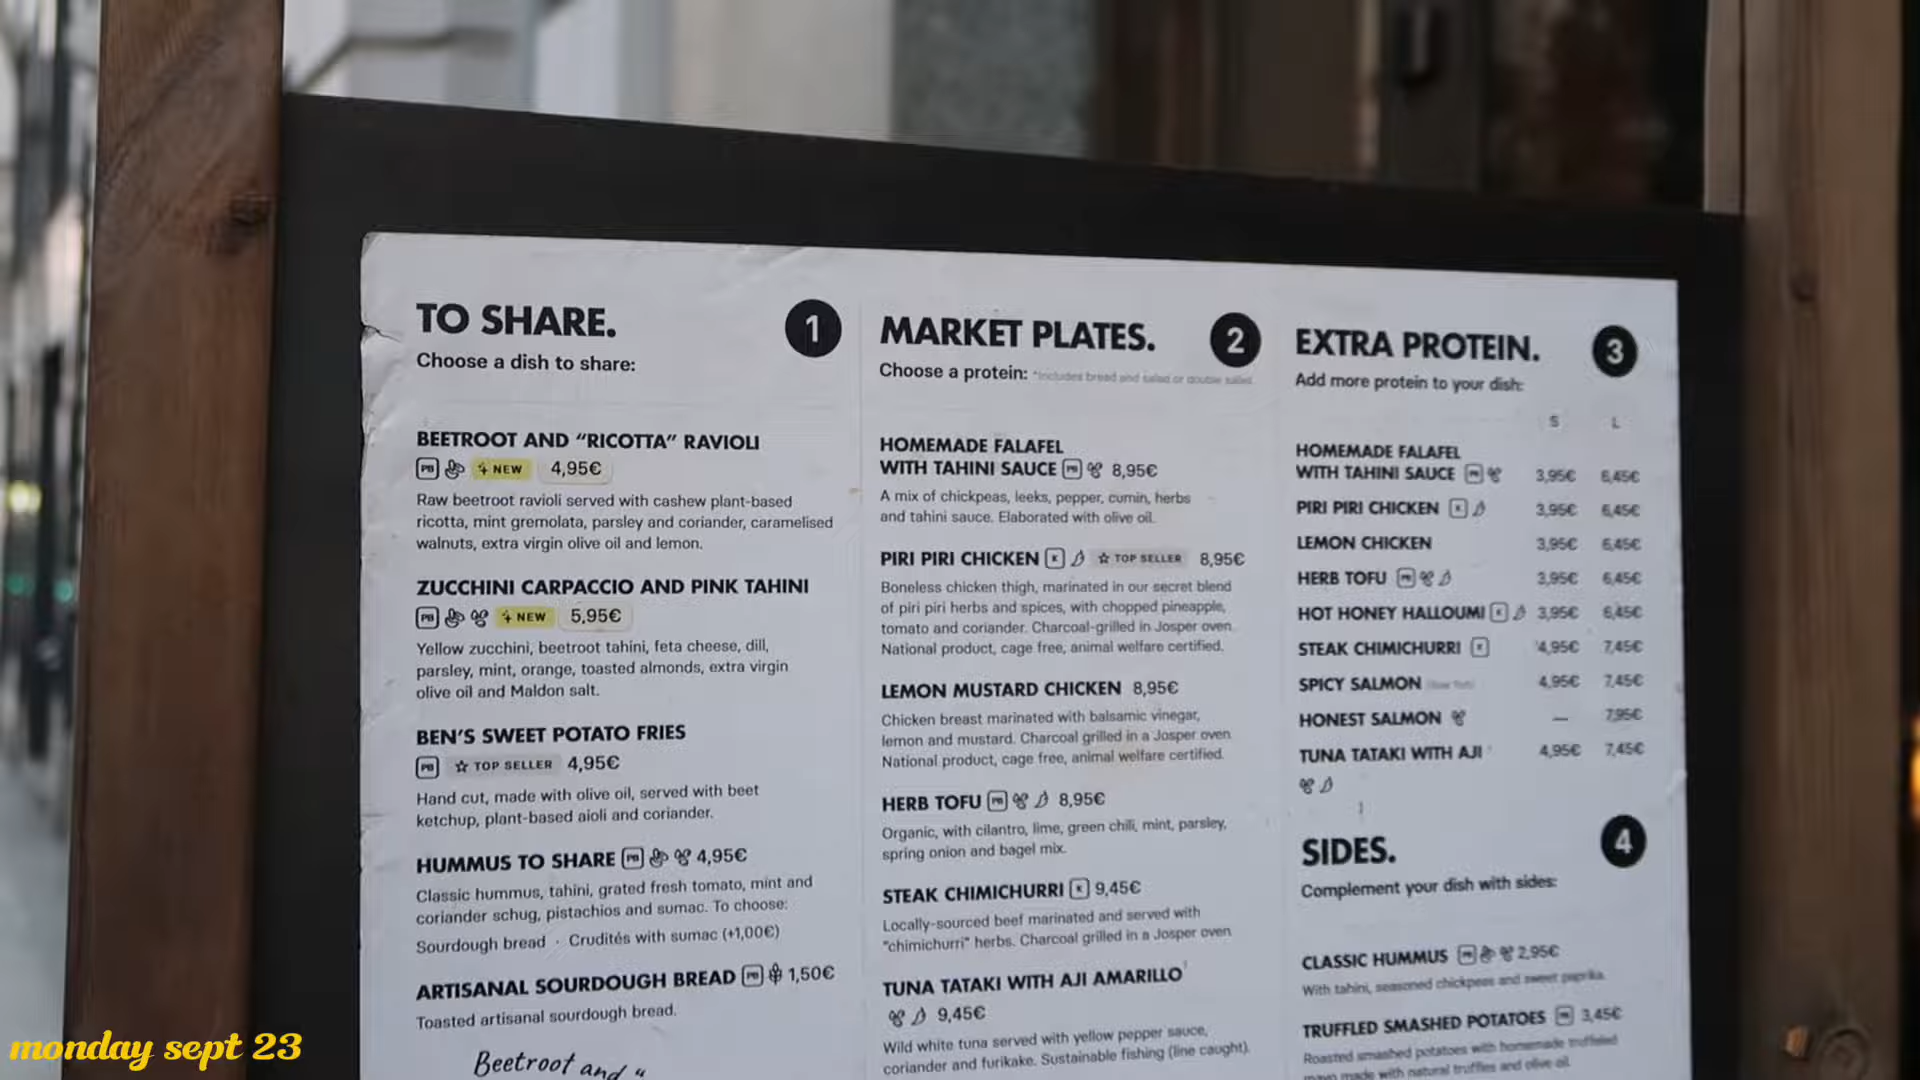 TO SHARE. 1
Choose a dish to share:
BEETROOT AND “RICOTTA” RAVIOLI
PB NEW 4,95€
Raw beetroot ravioli served with cashew plant-based
ricotta, mint gremolata, parsley and coriander, caramelised
walnuts, extra virgin olive oil and lemon.
ZUCCHINI CARPACCIO AND PINK TAHINI
PB NEW 5,95€
Yellow zucchini, beetroot tahini, feta cheese, dill,
parsley, mint, orange, toasted almonds, extra virgin
olive oil and Maldon salt.
BEN'S SWEET POTATO FRIES
PB TOP SELLER 4,95€
Hand cut, made with olive oil, served with beet
ketchup, plant-based aioli and coriander.
HUMMUS TO SHARE PB 4,95€
Classic hummus, tahini, grated fresh tomato, mint and
coriander schug, pistachios and sumac. To choose:
Sourdough bread · Crudités with sumac (+1,00€)
ARTISANAL SOURDOUGH BREAD PB 1,50€
Toasted artisanal sourdough bread.
Beetroot and "
MARKET PLATES. 2
Choose a protein: *Includes bread and salad or double salad.
HOMEMADE FALAFEL
WITH TAHINI SAUCE PB 8,95€
A mix of chickpeas, leeks, pepper, cumin, herbs
and tahini sauce. Elaborated with olive oil.
PIRI PIRI CHICKEN K TOP SELLER 8,95€
Boneless chicken thigh, marinated in our secret blend
of piri piri herbs and spices, with chopped pineapple,
tomato and coriander. Charcoal-grilled in Josper oven.
National product, cage free, animal welfare certified.
LEMON MUSTARD CHICKEN 8,95€
Chicken breast marinated with balsamic vinegar,
lemon and mustard. Charcoal grilled in a Josper oven.
National product, cage free, animal welfare certified.
HERB TOFU PB 8,95€
Organic, with cilantro, lime, green chili, mint, parsley,
spring onion and bagel mix.
STEAK CHIMICHURRI K 9,45€
Locally-sourced beef marinated and served with
"chimichurri" herbs. Charcoal grilled in a Josper oven.
TUNA TATAKI WITH AJI AMARILLO
9,45€
Wild white tuna served with yellow pepper sauce,
coriander and furikake. Sustainable fishing (line caught).
EXTRA PROTEIN. 3
Add more protein to your dish:
S L
HOMEMADE FALAFEL
WITH TAHINI SAUCE PB 3,95€ 6,45€
PIRI PIRI CHICKEN K 3,95€ 6,45€
LEMON CHICKEN 3,95€ 6,45€
HERB TOFU PB 3,95€ 6,45€
HOT HONEY HALLOUMI K 3,95€ 6,45€
STEAK CHIMICHURRI K 4,95€ 7,45€
SPICY SALMON 4,95€ 7,45€
HONEST SALMON — 7,95€
TUNA TATAKI WITH AJI 4,95€ 7,45€
SIDES. 4
Complement your dish with sides:
CLASSIC HUMMUS PB 2,95€
With tahini, seasoned chickpeas and sweet paprika.
TRUFFLED SMASHED POTATOES PB 3,45€
Roasted smashed potatoes with homemade truffled
mayo made with natural truffles and olive oil.
monday sept 23